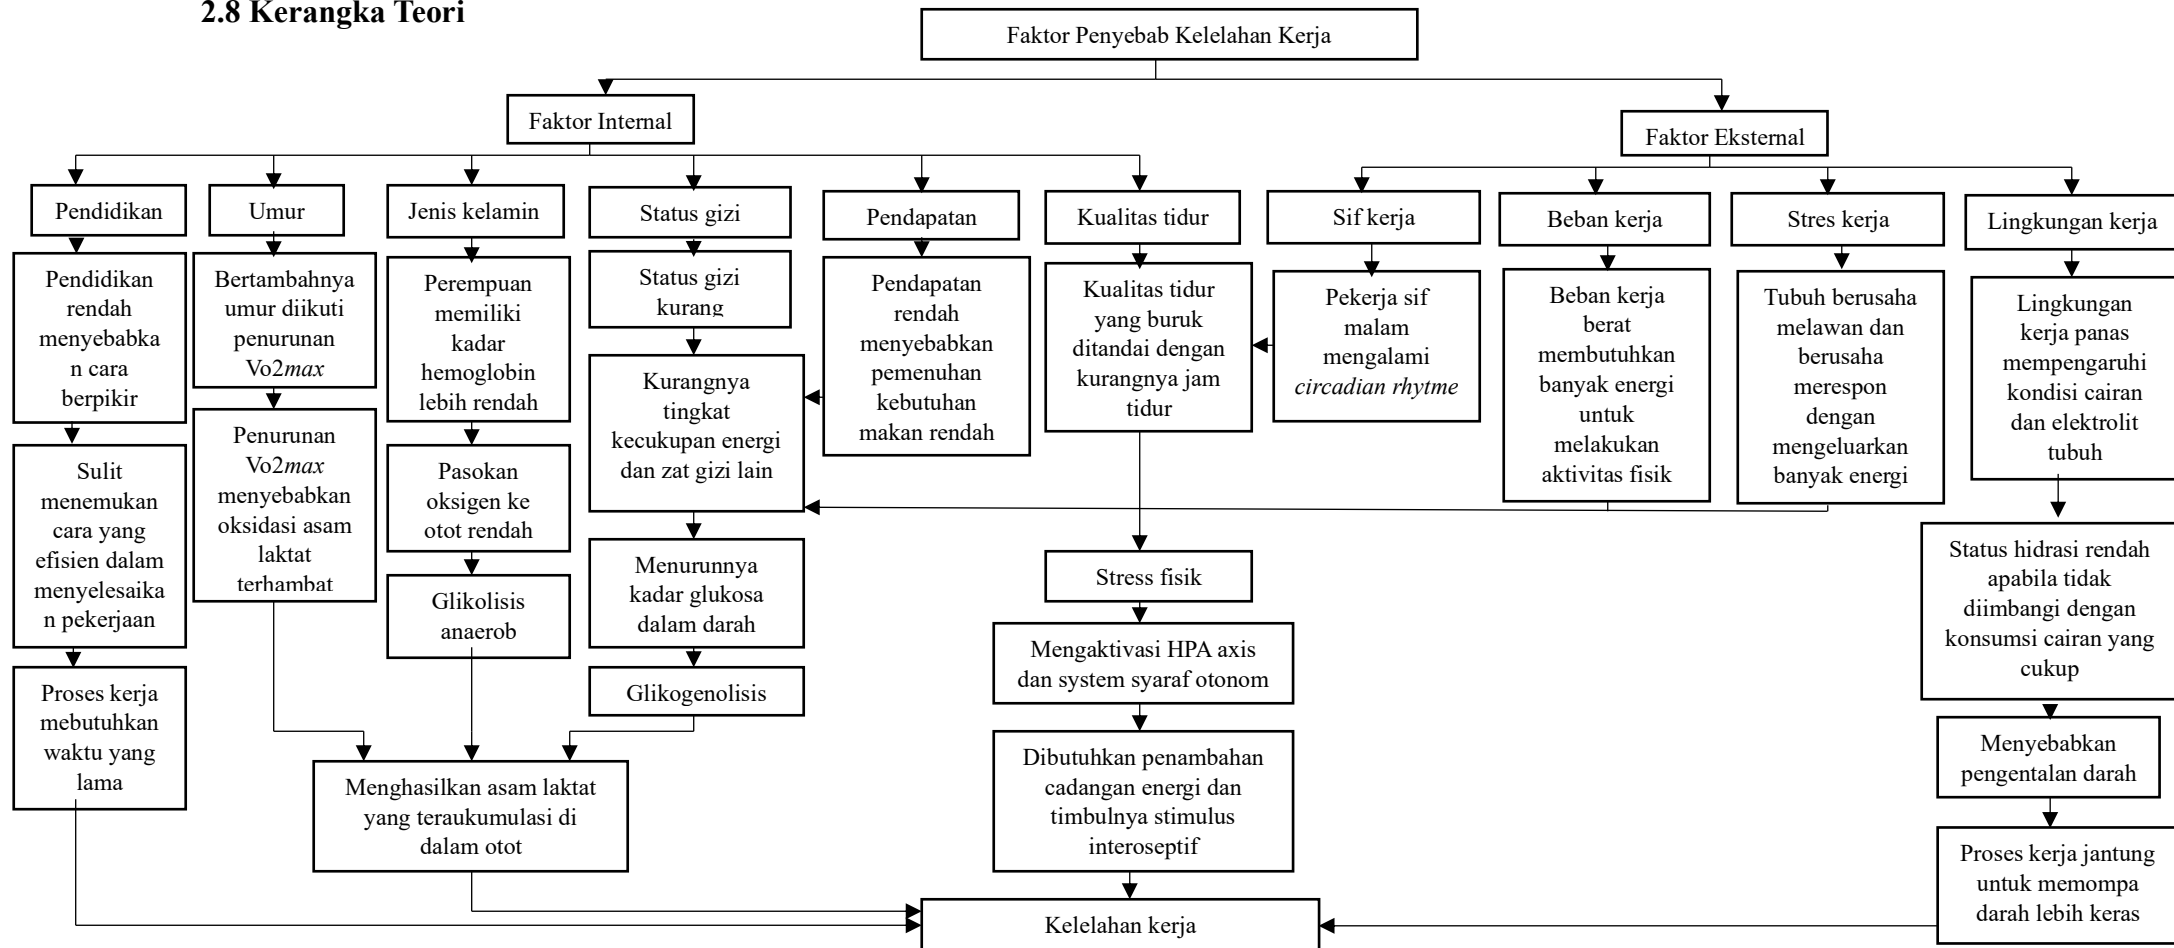 2.8 Kerangka Teori
Faktor Penyebab Kelelahan Kerja
Faktor Internal
Faktor Eksternal
Pendidikan
Umur
Jenis kelamin
Status gizi
Pendapatan
Kualitas tidur
Sif kerja
Beban kerja
Stres kerja
Lingkungan kerja
Pendidikan
rendah
menyebabka
n cara
berpikir
Bertambahnya
umur diikuti
penurunan
Vo2max
Perempuan
memiliki
kadar
hemoglobin
lebih rendah
Status gizi
kurang
Pendapatan
rendah
menyebabkan
pemenuhan
kebutuhan
makan rendah
Kualitas tidur
yang buruk
ditandai dengan
kurangnya jam
tidur
Pekerja sif
malam
mengalami
circadian rhytme
Beban kerja
berat
membutuhkan
banyak energi
untuk
melakukan
aktivitas fisik
Tubuh berusaha
melawan dan
berusaha
merespon
dengan
mengeluarkan
banyak energi
Lingkungan
kerja panas
mempengaruhi
kondisi cairan
dan elektrolit
tubuh
Kurangnya
tingkat
kecukupan energi
dan zat gizi lain
Sulit
menemukan
cara yang
efisien dalam
menyelesaika
n pekerjaan
Penurunan
Vo2max
menyebabkan
oksidasi asam
laktat
terhambat
Pasokan
oksigen ke
otot rendah
Menurunnya
kadar glukosa
dalam darah
Stress fisik
Status hidrasi rendah
apabila tidak
diimbangi dengan
konsumsi cairan yang
cukup
Glikolisis
anaerob
Mengaktivasi HPA axis
dan system syaraf otonom
Proses kerja
mebutuhkan
waktu yang
lama
Glikogenolisis
Menyebabkan
pengentalan darah
Menghasilkan asam laktat
yang teraukumulasi di
dalam otot
Dibutuhkan penambahan
cadangan energi dan
timbulnya stimulus
interoseptif
Proses kerja jantung
untuk memompa
darah lebih keras
Kelelahan kerja